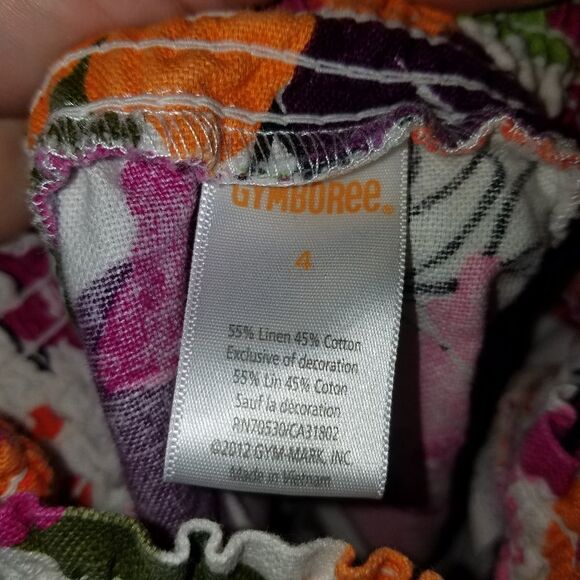 GYMBOREE®
4
55% Linen 45% Cotton
Exclusive of decoration
55% Lin 45% Coton
Sauf la décoration
RN70530/CA31802
©2012 GYM-MARK, INC.
Made in Vietnam